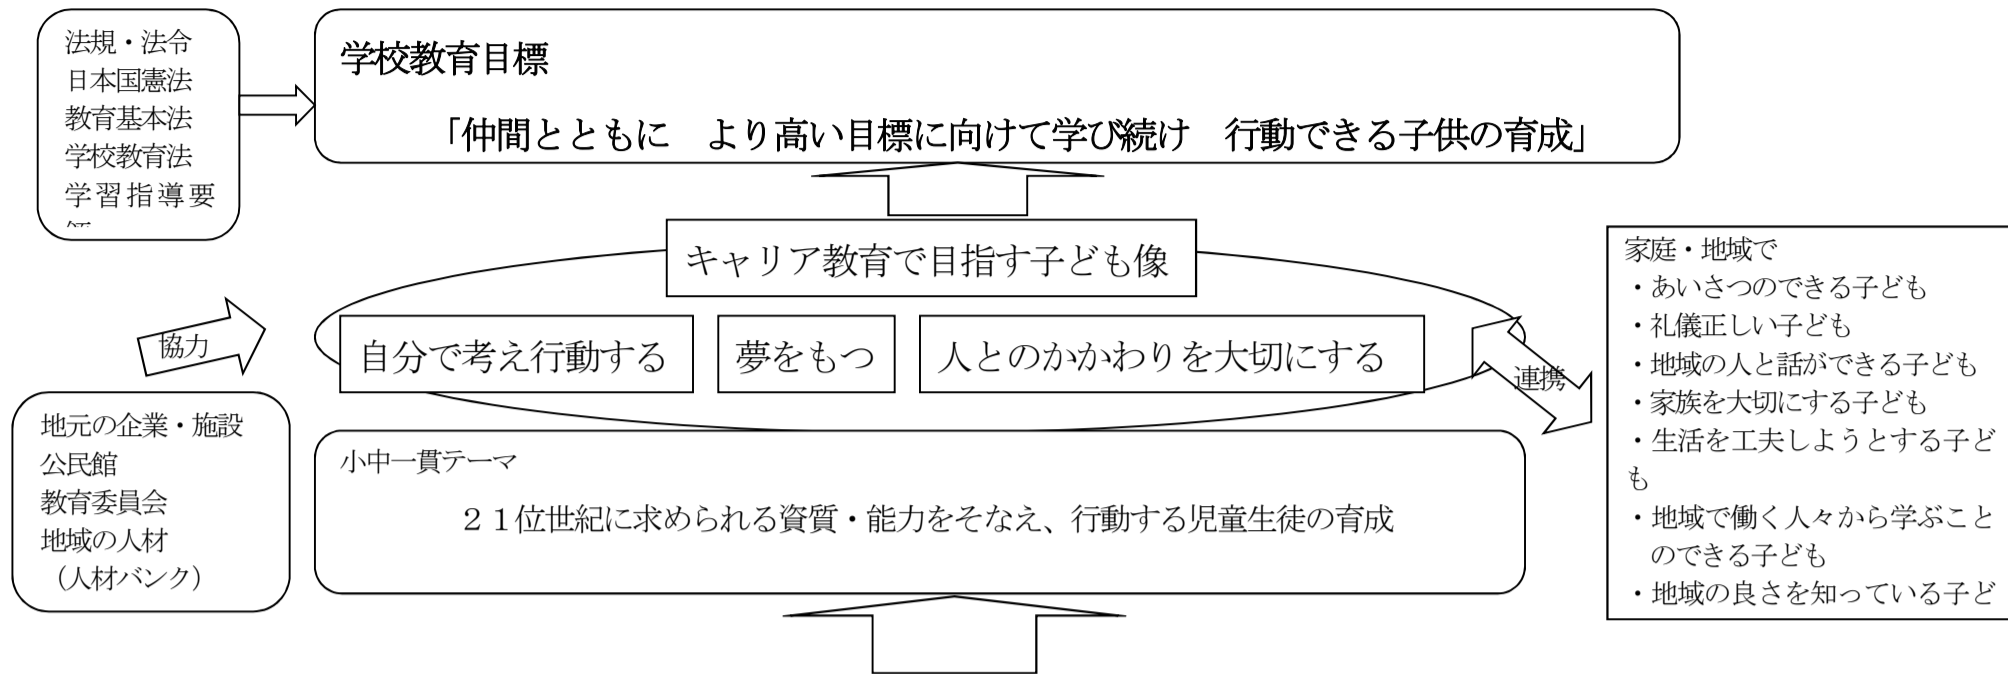 法規・法令
日本国憲法
教育基本法
学校教育法
学習指導要
学校教育目標
「仲間とともに　より高い目標に向けて学び続け　行動できる子供の育成」
キャリア教育で目指す子ども像
自分で考え行動する
夢をもつ
人とのかかわりを大切にする
協力
連携
地元の企業・施設
公民館
教育委員会
地域の人材
（人材バンク）
小中一貫テーマ
２１位世紀に求められる資質・能力をそなえ、行動する児童生徒の育成
家庭・地域で
・あいさつのできる子ども
・礼儀正しい子ども
・地域の人と話ができる子ども
・家族を大切にする子ども
・生活を工夫しようとする子ど
も
・地域で働く人々から学ぶこと
のできる子ども
・地域の良さを知っている子ど